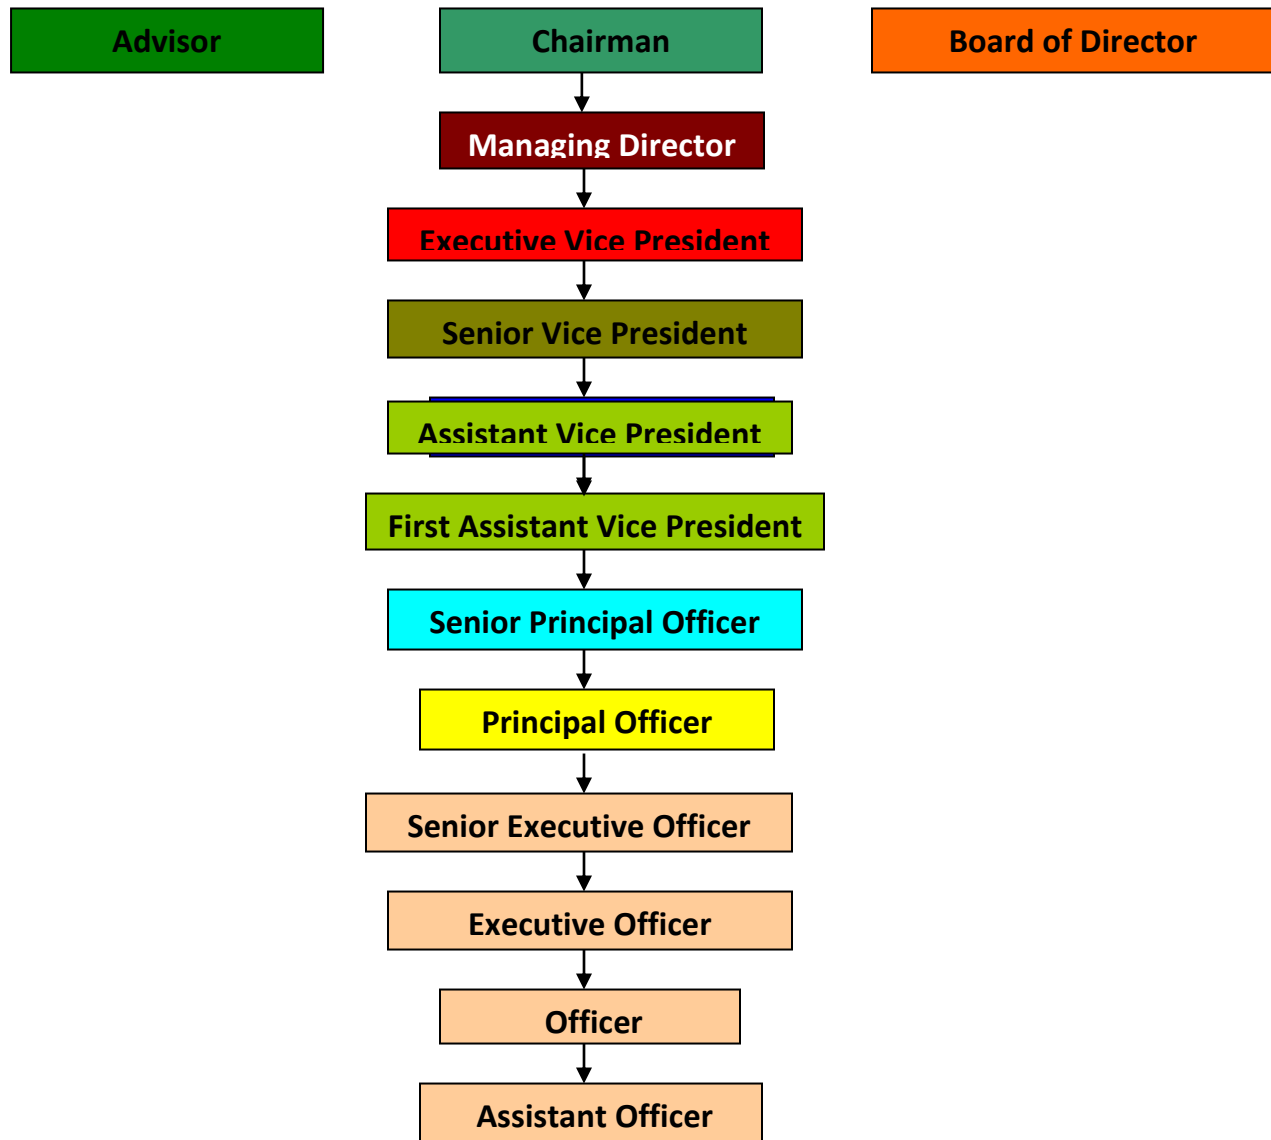 Advisor
Chairman
Board of Director
Managing Director
Executive Vice President
Senior Vice President
Assistant Vice President
First Assistant Vice President
Senior Principal Officer
Principal Officer
Senior Executive Officer
Executive Officer
Officer
Assistant Officer